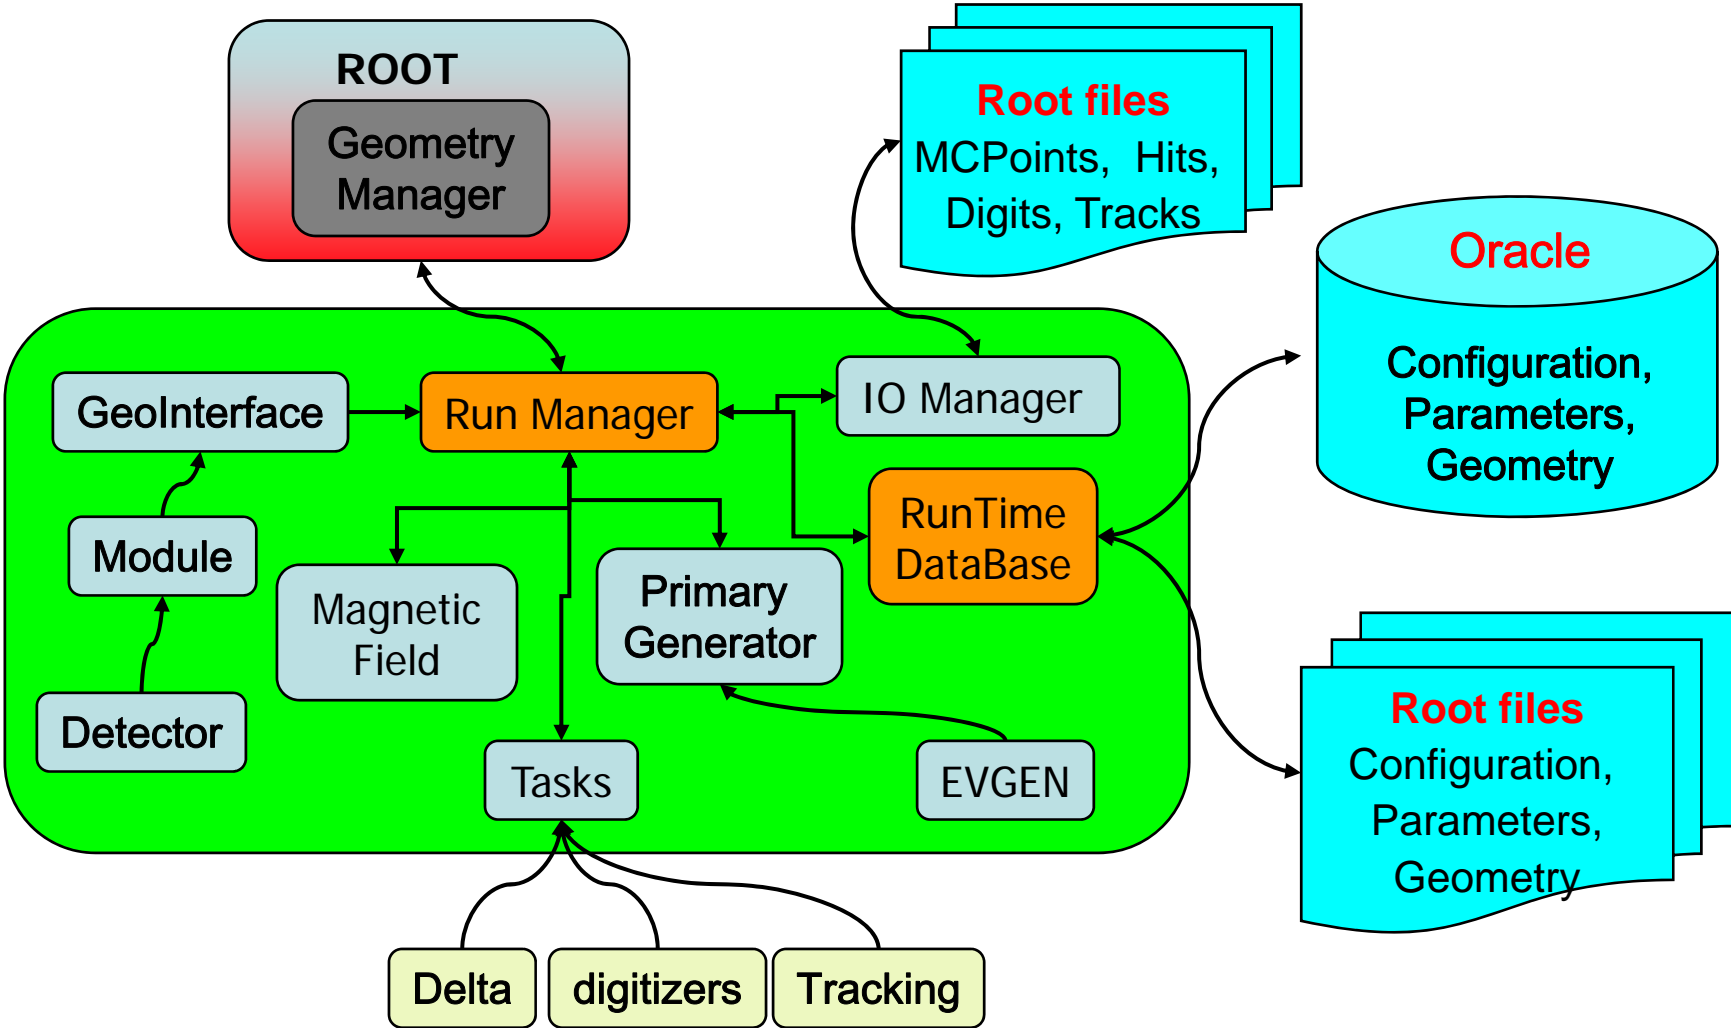 ROOT
Geometry
Manager
Root files
MCPoints, Hits,
Digits, Tracks
Oracle
Configuration,
Parameters,
Geometry
GeoInterface
Run Manager
IO Manager
RunTime
DataBase
Module
Magnetic
Field
Primary
Generator
Detector
Tasks
EVGEN
Root files
Configuration,
Parameters,
Geometry
Delta
digitizers
Tracking